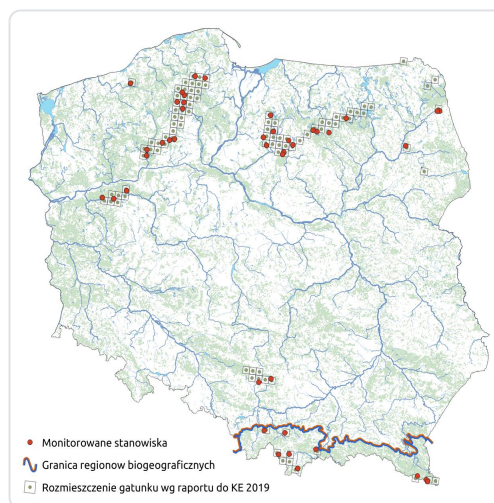 Monitorowane stanowiska
Granica regionow biogeograficznych
Rozmieszczenie gatunku wg raportu do KE 2019